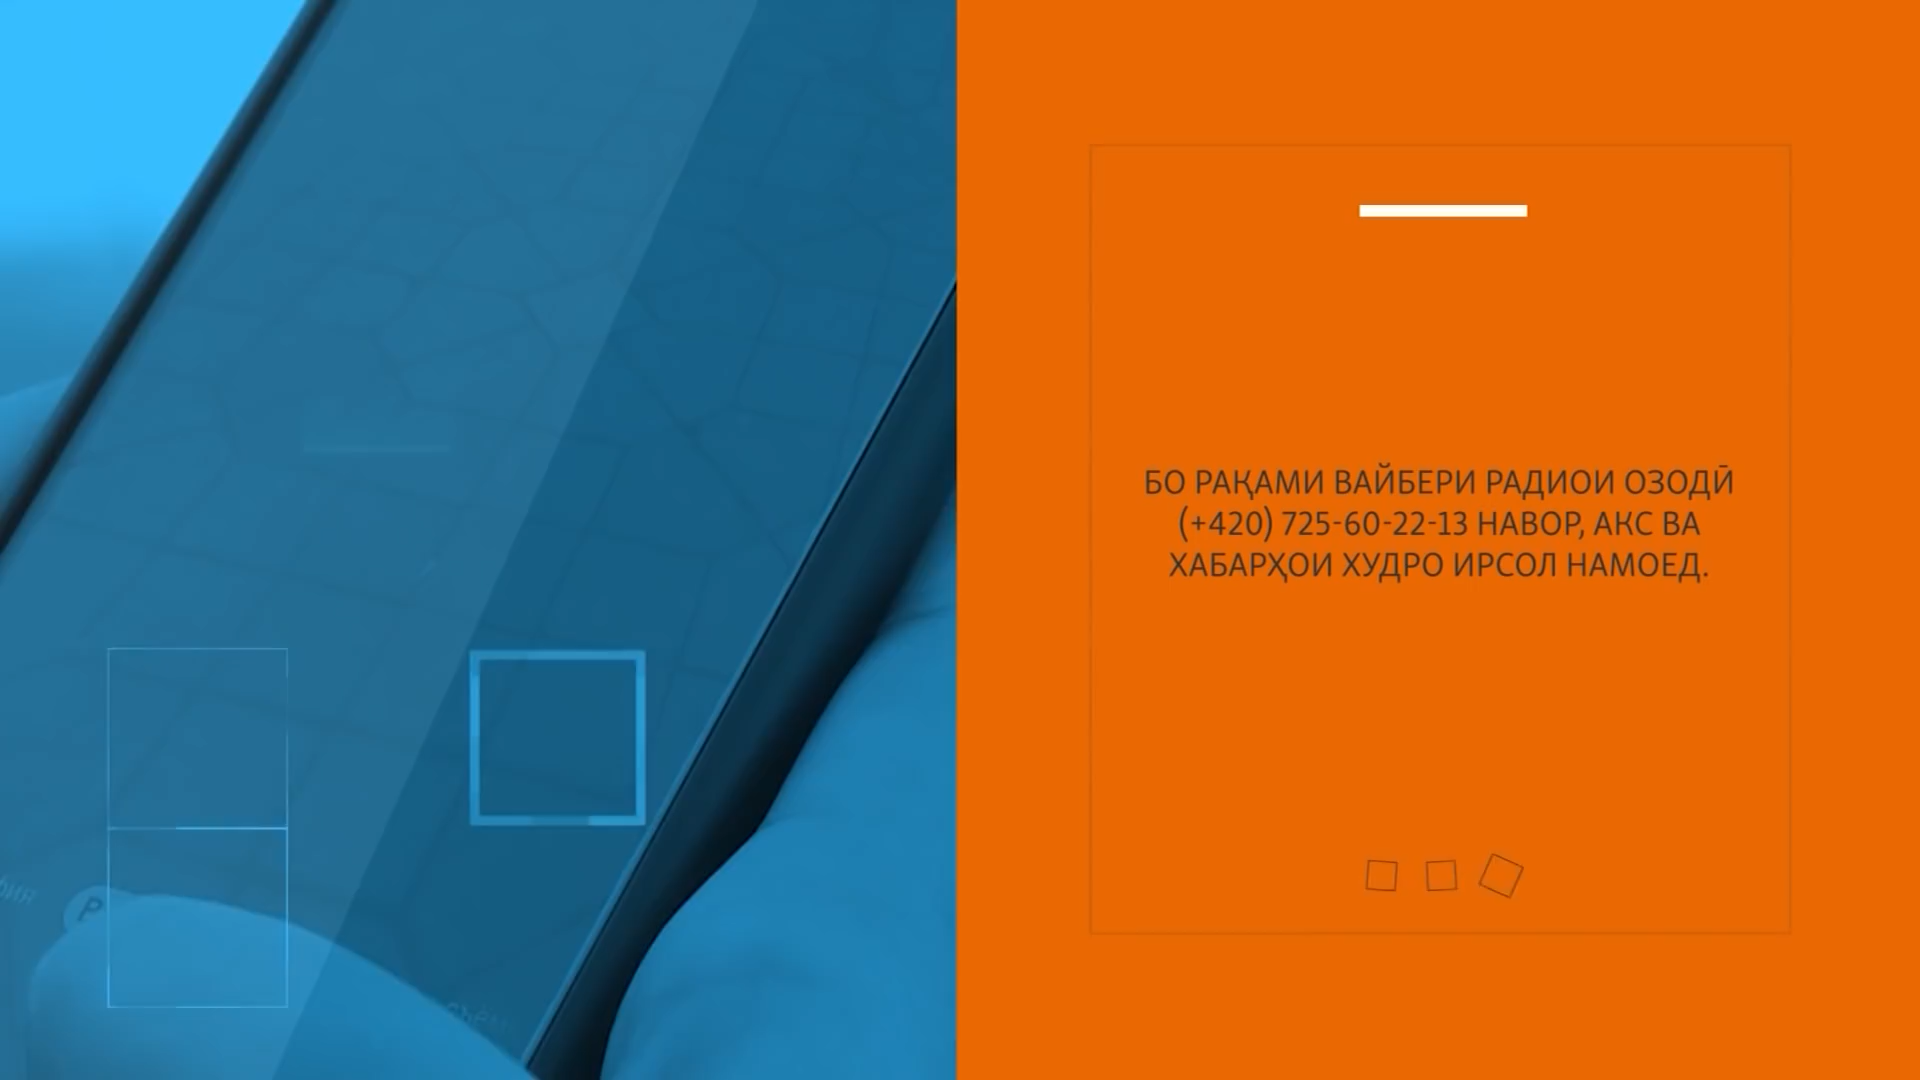 БО РАҚАМИ ВАЙБЕРИ РАДИОИ ОЗОДӢ
(+420) 725-60-22-13 НАВОР, АКС ВА
ХАБАРҲОИ ХУДРО ИРСОЛ НАМОЕД.
P